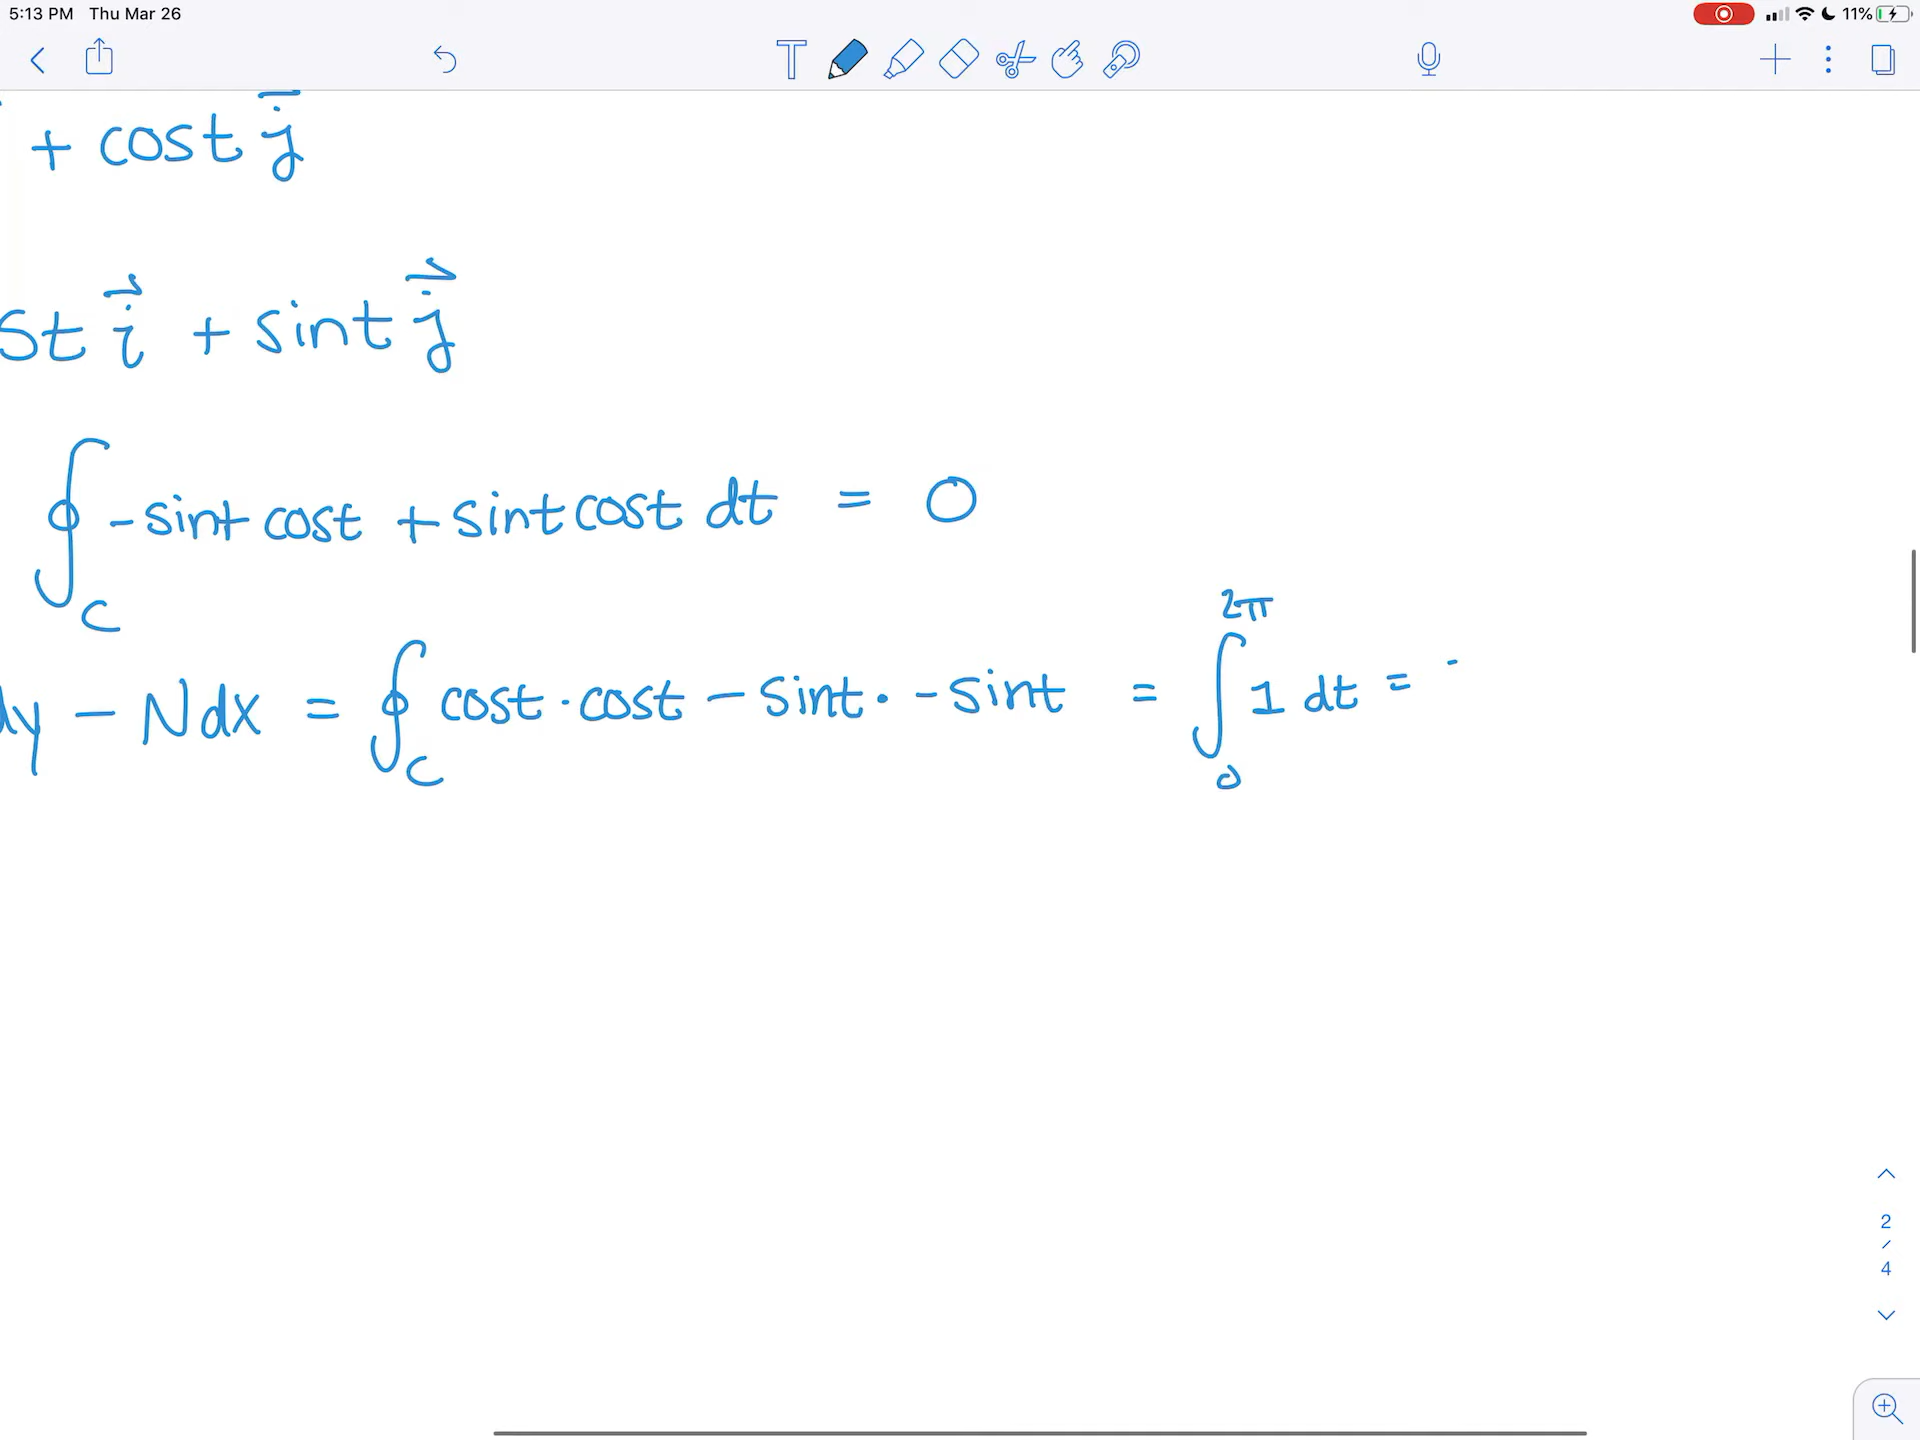 5:13 PM Thu Mar 26 11%
T
+ cost j
st i + sint j
∮ -sint cost + sint cost dt = 0
C
2π
dy - Ndx = ∮ cost · cost - sint · -sint = ∫ 1 dt =
C 0
2
/
4